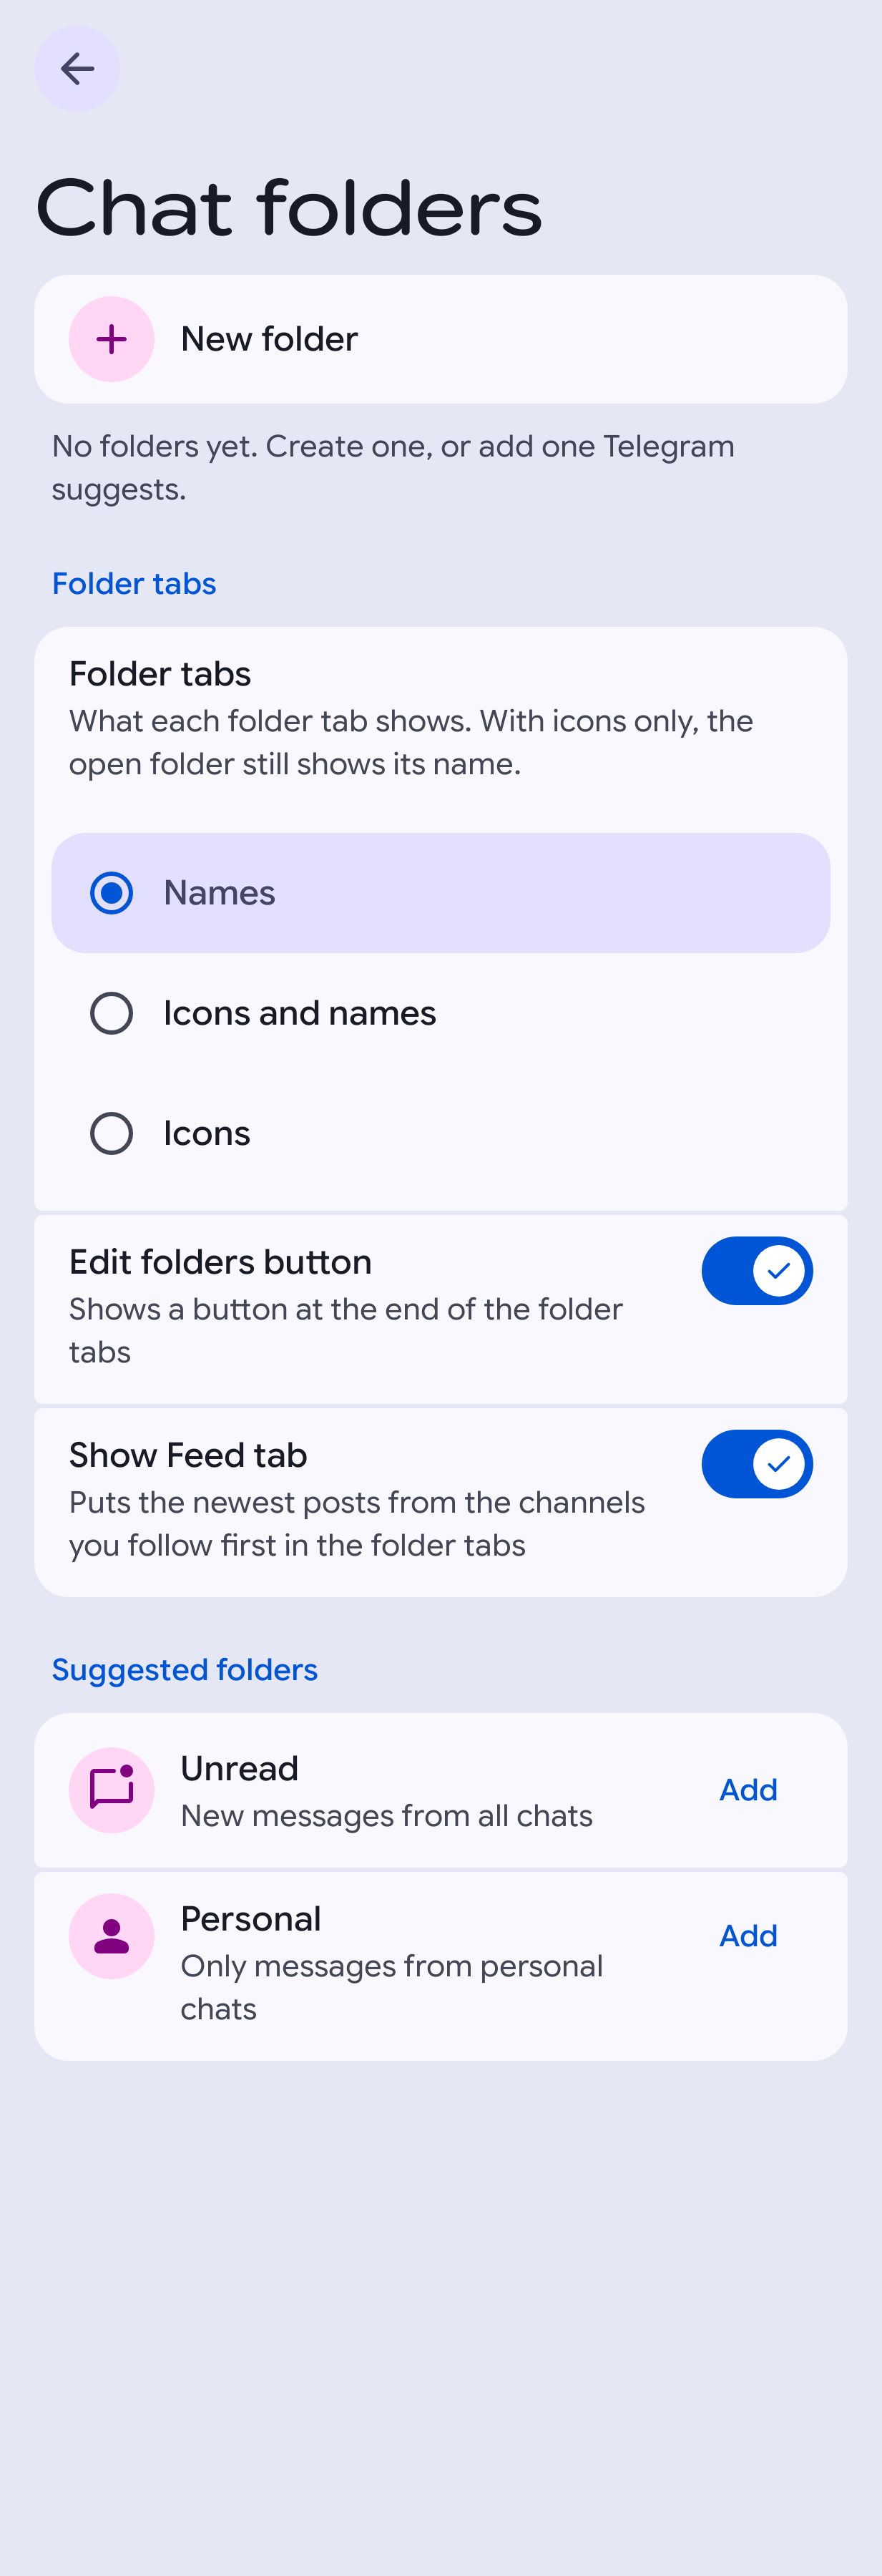 Chat folders
New folder
No folders yet. Create one, or add one Telegram
suggests.
Folder tabs
Folder tabs
What each folder tab shows. With icons only, the
open folder still shows its name.
Names
Icons and names
Icons
Edit folders button
Shows a button at the end of the folder
tabs
Show Feed tab
Puts the newest posts from the channels
you follow first in the folder tabs
Suggested folders
Unread
New messages from all chats
Add
Personal
Only messages from personal
chats
Add